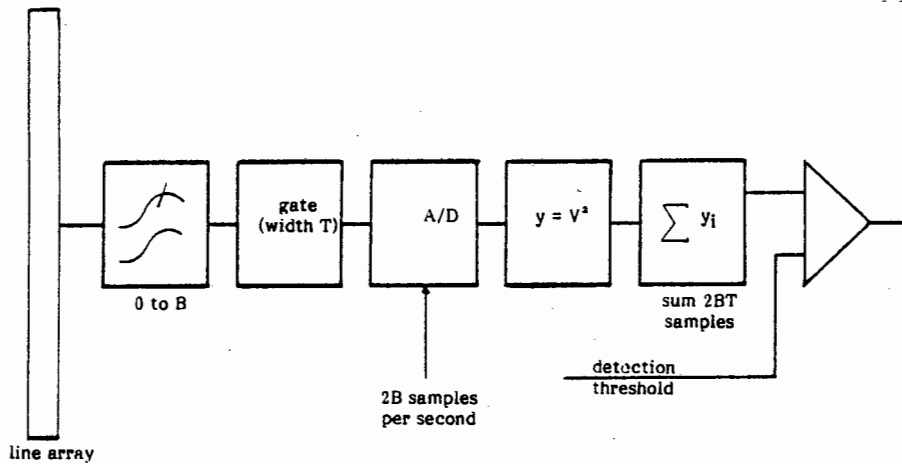 gate
(width T)
A/D
y = V²
∑ yᵢ
0 to B
sum 2BT
samples
detection
threshold
2B samples
per second
line array